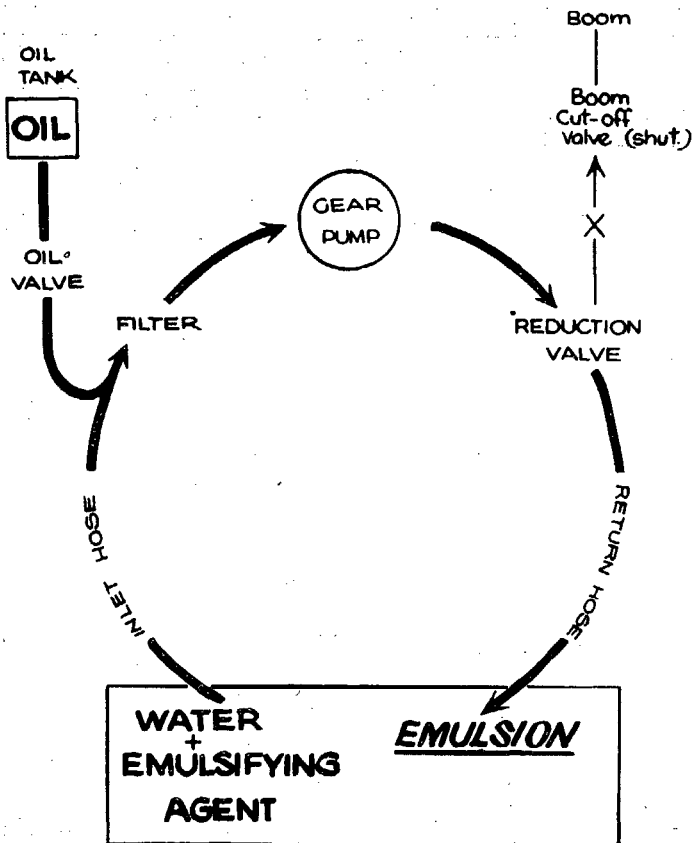 OIL
TANK
OIL
OIL
VALVE
FILTER
GEAR
PUMP
Boom
Boom
Cut-off
Valve (shut.)
X
REDUCTION
VALVE
INLET HOSE
RETURN HOSE
WATER
+
EMULSIFYING
AGENT
EMULSION